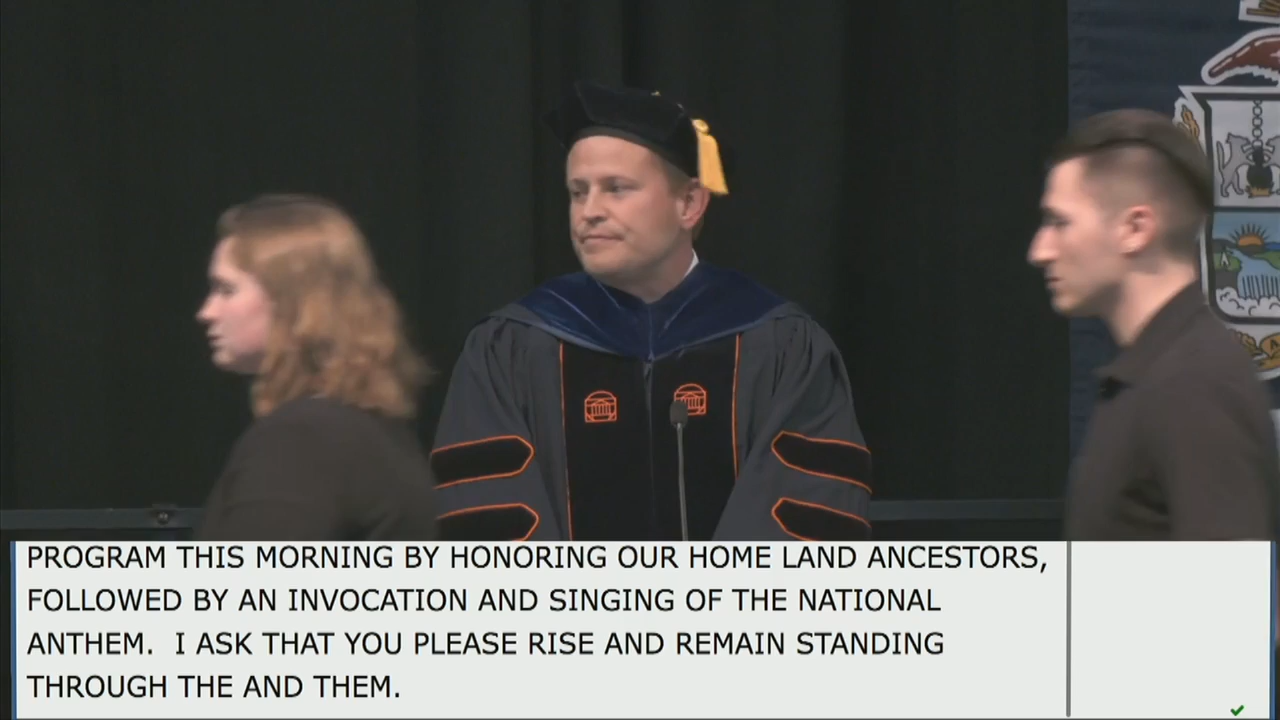 PROGRAM THIS MORNING BY HONORING OUR HOME LAND ANCESTORS,
FOLLOWED BY AN INVOCATION AND SINGING OF THE NATIONAL
ANTHEM.  I ASK THAT YOU PLEASE RISE AND REMAIN STANDING
THROUGH THE AND THEM.
A
A